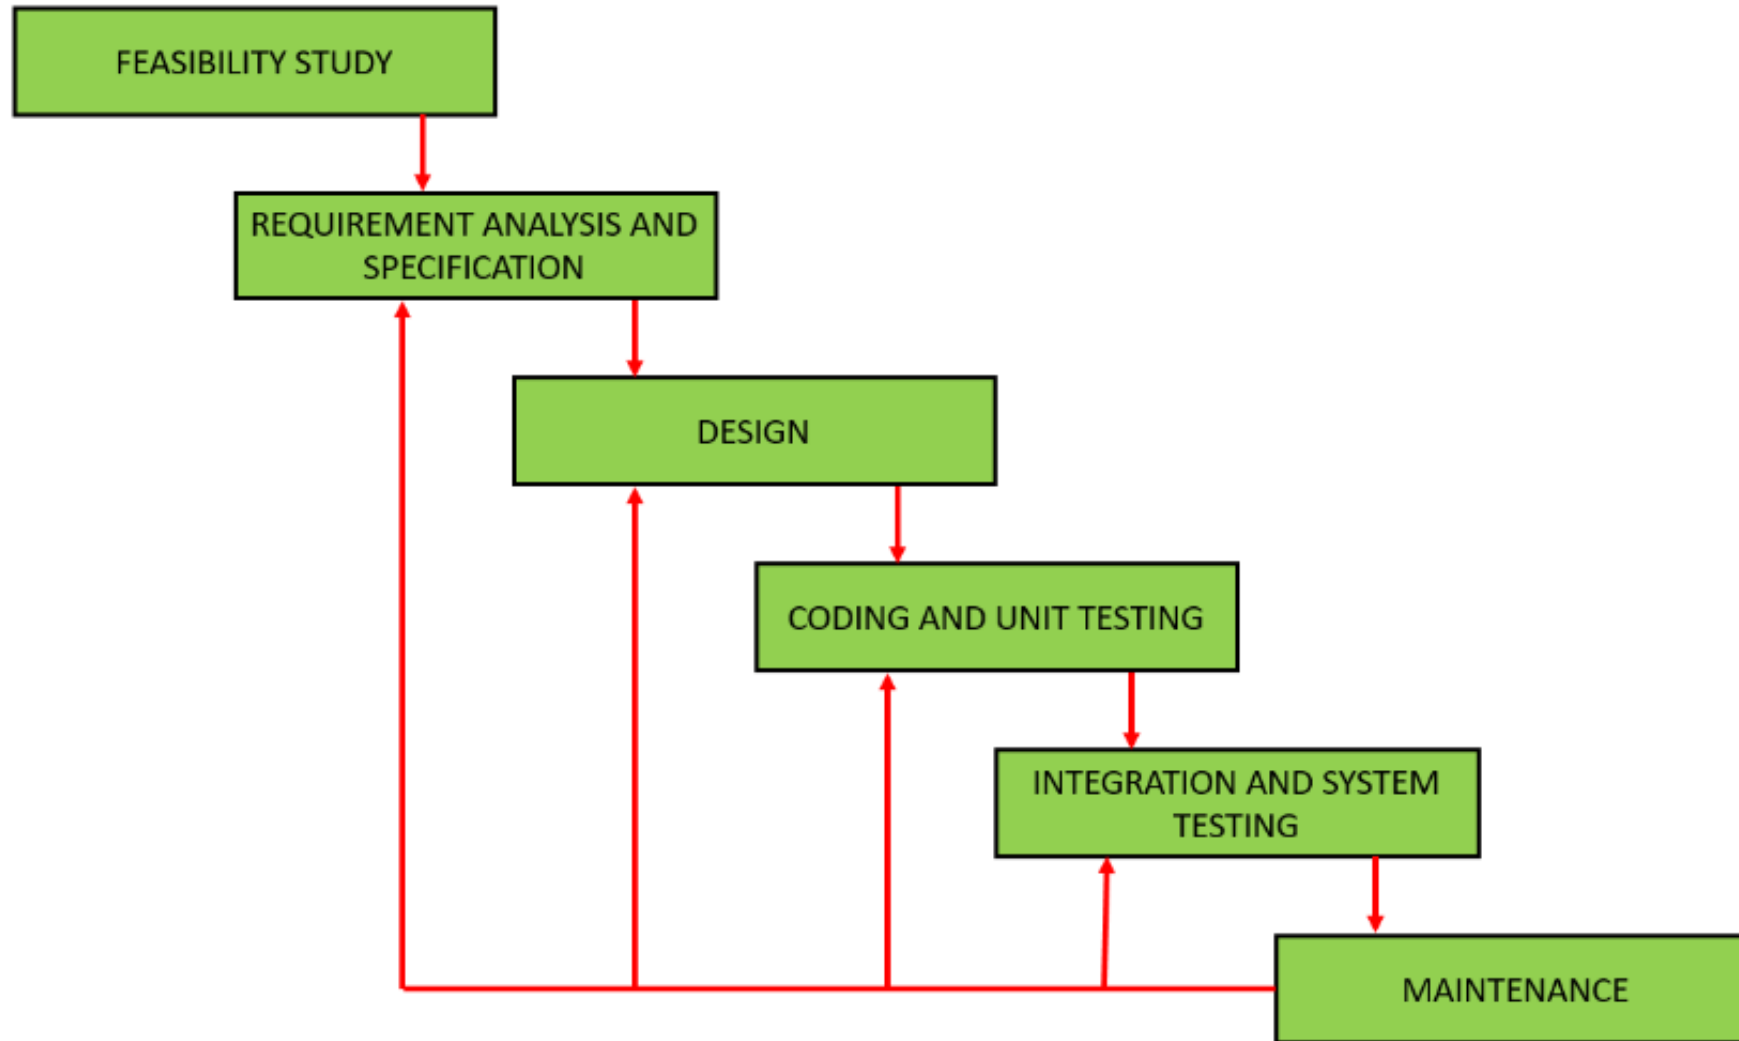 FEASIBILITY STUDY
REQUIREMENT ANALYSIS AND
SPECIFICATION
DESIGN
CODING AND UNIT TESTING
INTEGRATION AND SYSTEM
TESTING
MAINTENANCE